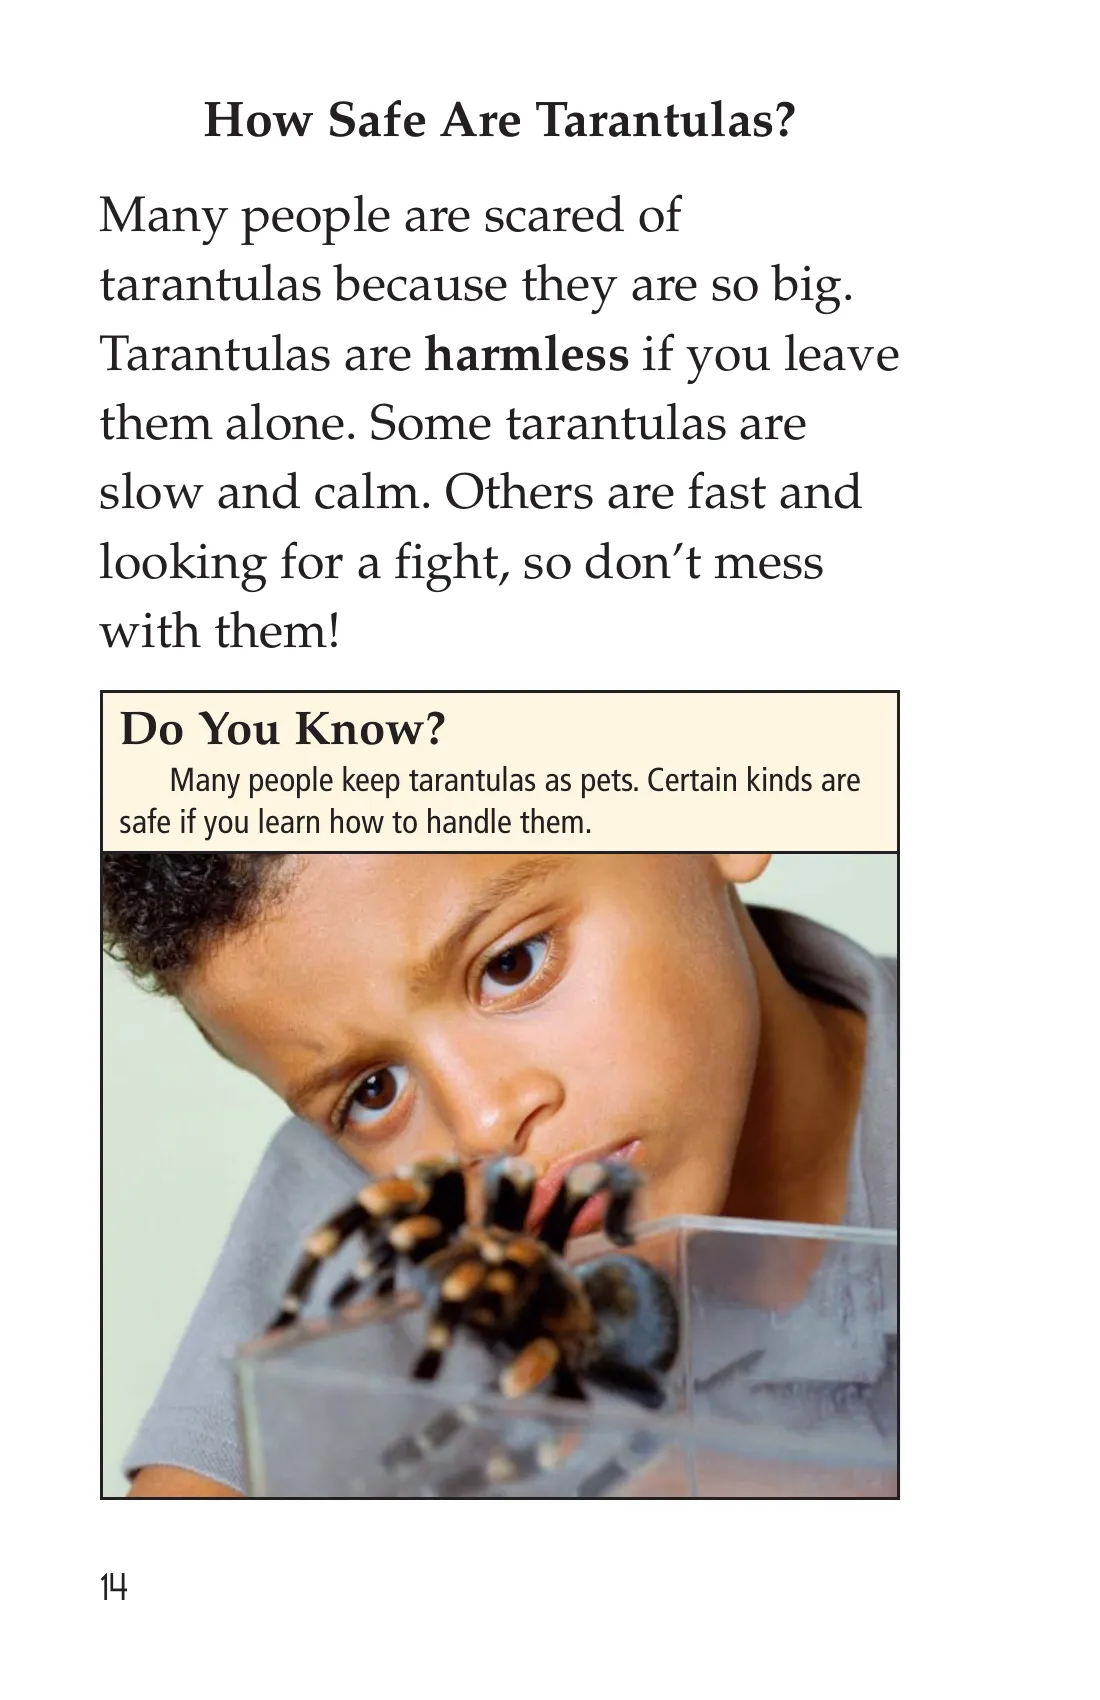 How Safe Are Tarantulas?
Many people are scared of
tarantulas because they are so big.
Tarantulas are harmless if you leave
them alone. Some tarantulas are
slow and calm. Others are fast and
looking for a fight, so don’t mess
with them!
Do You Know?
Many people keep tarantulas as pets. Certain kinds are
safe if you learn how to handle them.
14